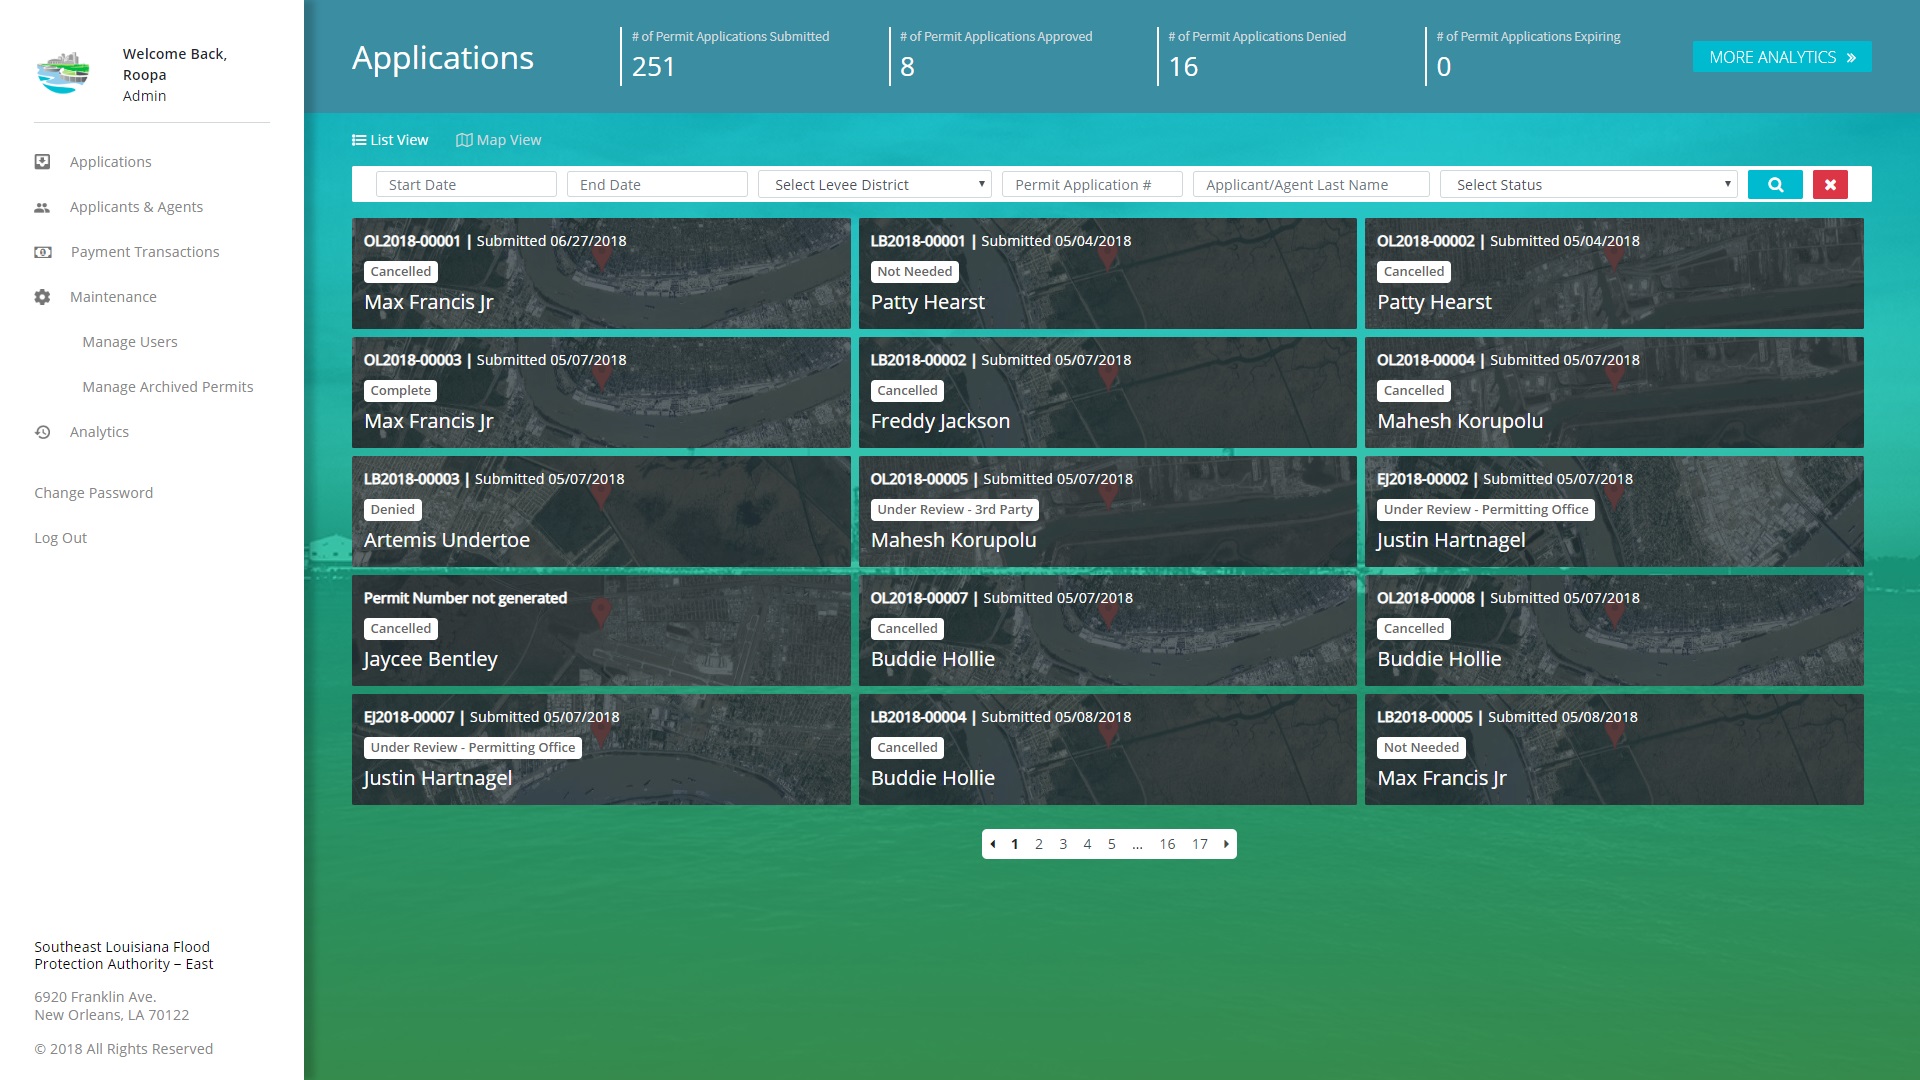 Welcome Back,
Roopa
Admin
Applications
Applicants & Agents
Payment Transactions
Maintenance
Manage Users
Manage Archived Permits
Analytics
Change Password
Log Out
Southeast Louisiana Flood
Protection Authority – East
6920 Franklin Ave.
New Orleans, LA 70122
© 2018 All Rights Reserved
Applications
# of Permit Applications Submitted
251
# of Permit Applications Approved
8
# of Permit Applications Denied
16
# of Permit Applications Expiring
0
MORE ANALYTICS »
List View Map View
Start Date End Date Select Levee District Permit Application # Applicant/Agent Last Name Select Status
OL2018-00001 | Submitted 06/27/2018
Cancelled
Max Francis Jr
LB2018-00001 | Submitted 05/04/2018
Not Needed
Patty Hearst
OL2018-00002 | Submitted 05/04/2018
Cancelled
Patty Hearst
OL2018-00003 | Submitted 05/07/2018
Complete
Max Francis Jr
LB2018-00002 | Submitted 05/07/2018
Cancelled
Freddy Jackson
OL2018-00004 | Submitted 05/07/2018
Cancelled
Mahesh Korupolu
LB2018-00003 | Submitted 05/07/2018
Denied
Artemis Undertoe
OL2018-00005 | Submitted 05/07/2018
Under Review - 3rd Party
Mahesh Korupolu
EJ2018-00002 | Submitted 05/07/2018
Under Review - Permitting Office
Justin Hartnagel
Permit Number not generated
Cancelled
Jaycee Bentley
OL2018-00007 | Submitted 05/07/2018
Cancelled
Buddie Hollie
OL2018-00008 | Submitted 05/07/2018
Cancelled
Buddie Hollie
EJ2018-00007 | Submitted 05/07/2018
Under Review - Permitting Office
Justin Hartnagel
LB2018-00004 | Submitted 05/08/2018
Cancelled
Buddie Hollie
LB2018-00005 | Submitted 05/08/2018
Not Needed
Max Francis Jr
1 2 3 4 5 ... 16 17